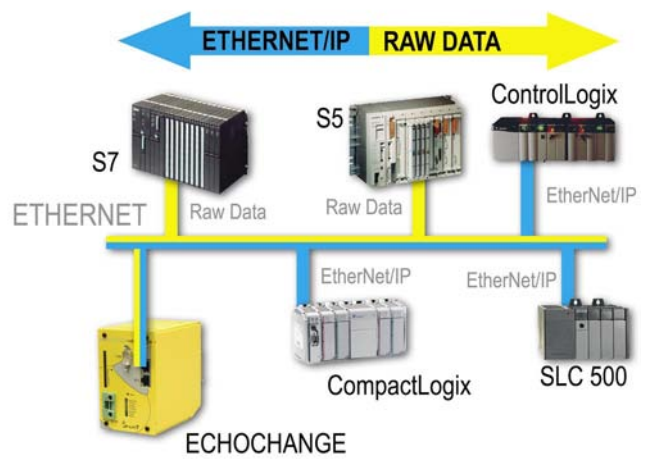 ETHERNET/IP RAW DATA
ControlLogix
S5
S7
EtherNet/IP
ETHERNET
Raw Data
Raw Data
EtherNet/IP
EtherNet/IP
CompactLogix
SLC 500
ECHOCHANGE